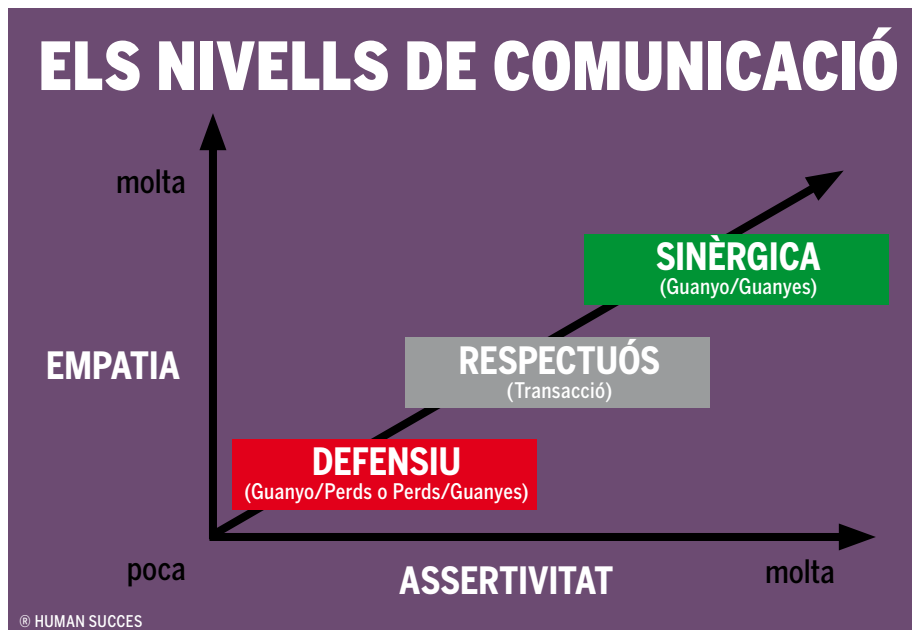 ELS NIVELLS DE COMUNICACIÓ
molta
SINÈRGICA
(Guanyo/Guanyes)
RESPECTUÓS
(Transacció)
EMPATIA
DEFENSIU
(Guanyo/Perds o Perds/Guanyes)
poca
ASSERTIVITAT
molta
® HUMAN SUCCES